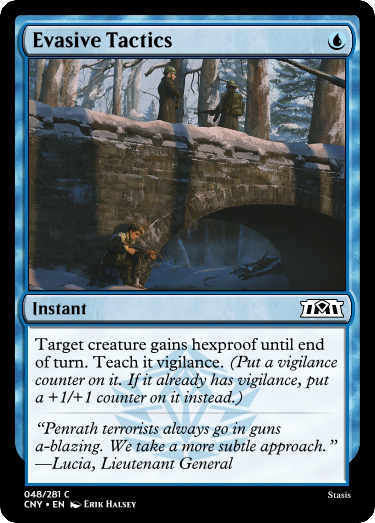 Evasive Tactics
Instant
Target creature gains hexproof until end
of turn. Teach it vigilance. (Put a vigilance
counter on it. If it already has vigilance, put
a +1/+1 counter on it instead.)
“Penrath terrorists always go in guns
a-blazing. We take a more subtle approach.”
—Lucia, Lieutenant General
048/281 C
CNY • EN Erik Halsey
Stasis